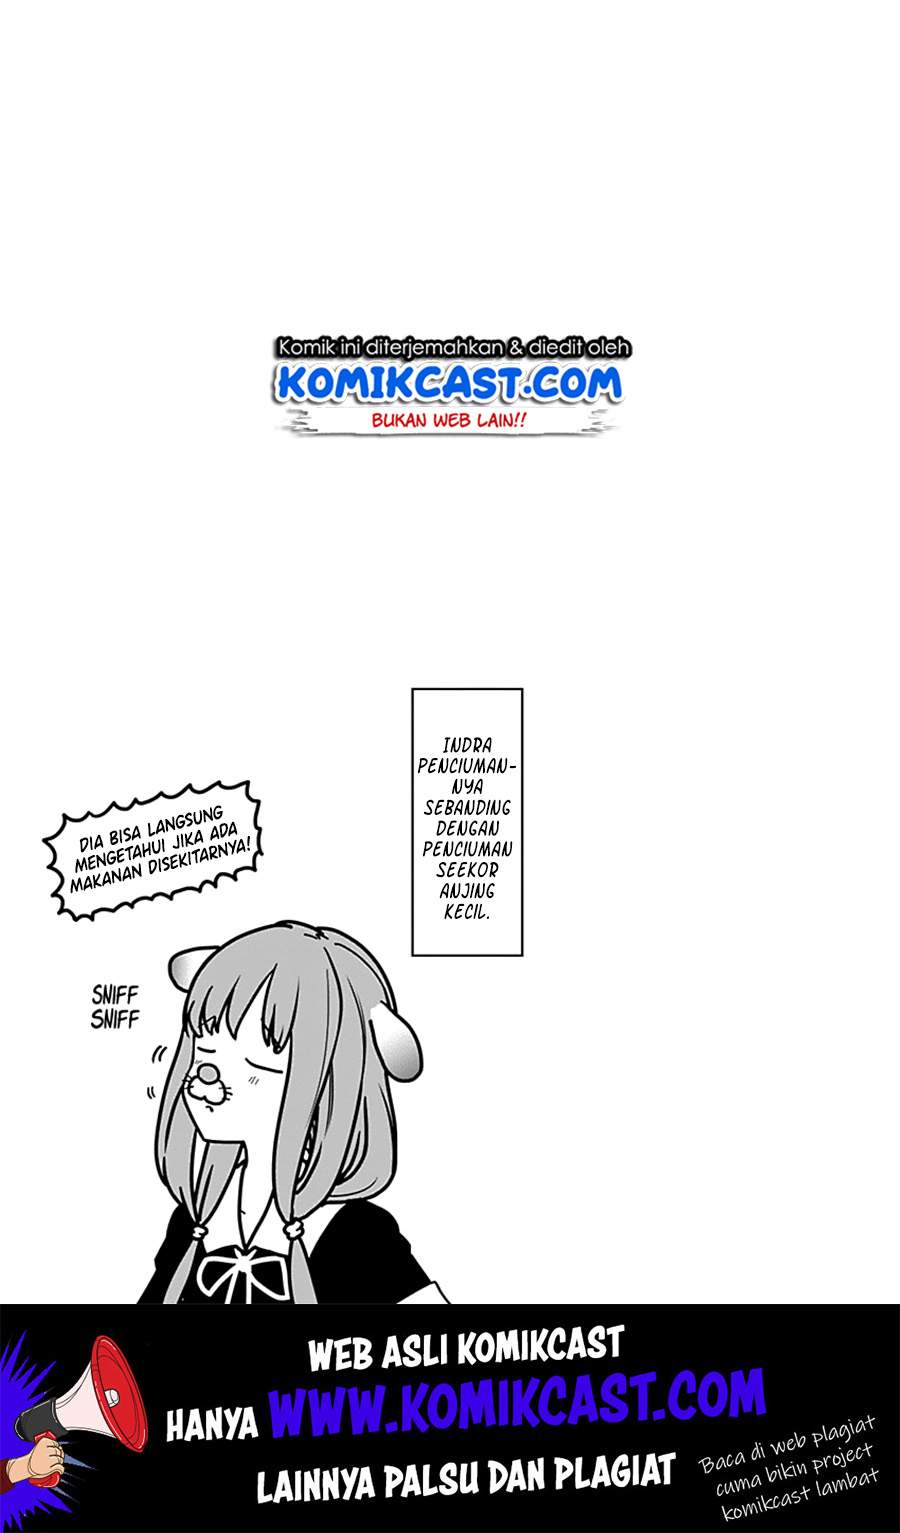 Komik ini diterjemahkan & diedit oleh
KOMIKCAST.COM
BUKAN WEB LAIN!!
INDRA
PENCIUMAN-
NYA
SEBANDING
DENGAN
PENCIUMAN
SEEKOR
ANJING
KECIL.
DIA BISA LANGSUNG
MENGETAHUI JIKA ADA
MAKANAN DISEKITARNYA!
SNIFF
SNIFF
WEB ASLI KOMIKCAST
HANYA WWW.KOMIKCAST.COM
LAINNYA PALSU DAN PLAGIAT
Baca di web plagiat
cuma bikin project
komikcast lambat